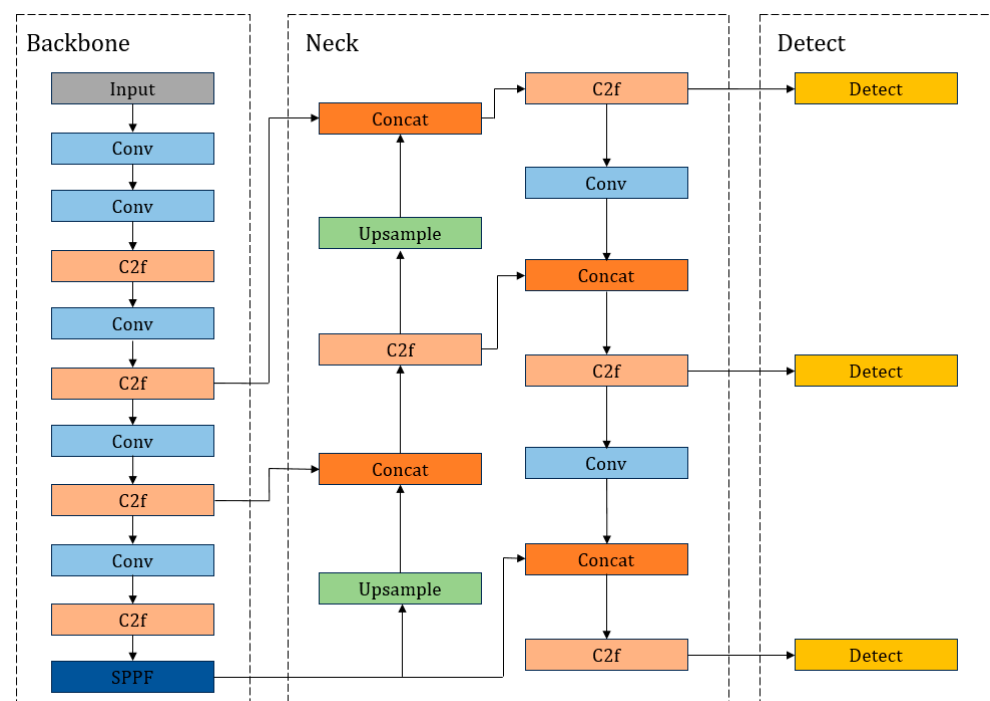 Backbone
Input
Conv
Conv
C2f
Conv
C2f
Conv
C2f
Conv
C2f
SPPF
Neck
Concat
Upsample
C2f
Concat
Upsample
C2f
Conv
Concat
C2f
Conv
Concat
C2f
Detect
Detect
Detect
Detect